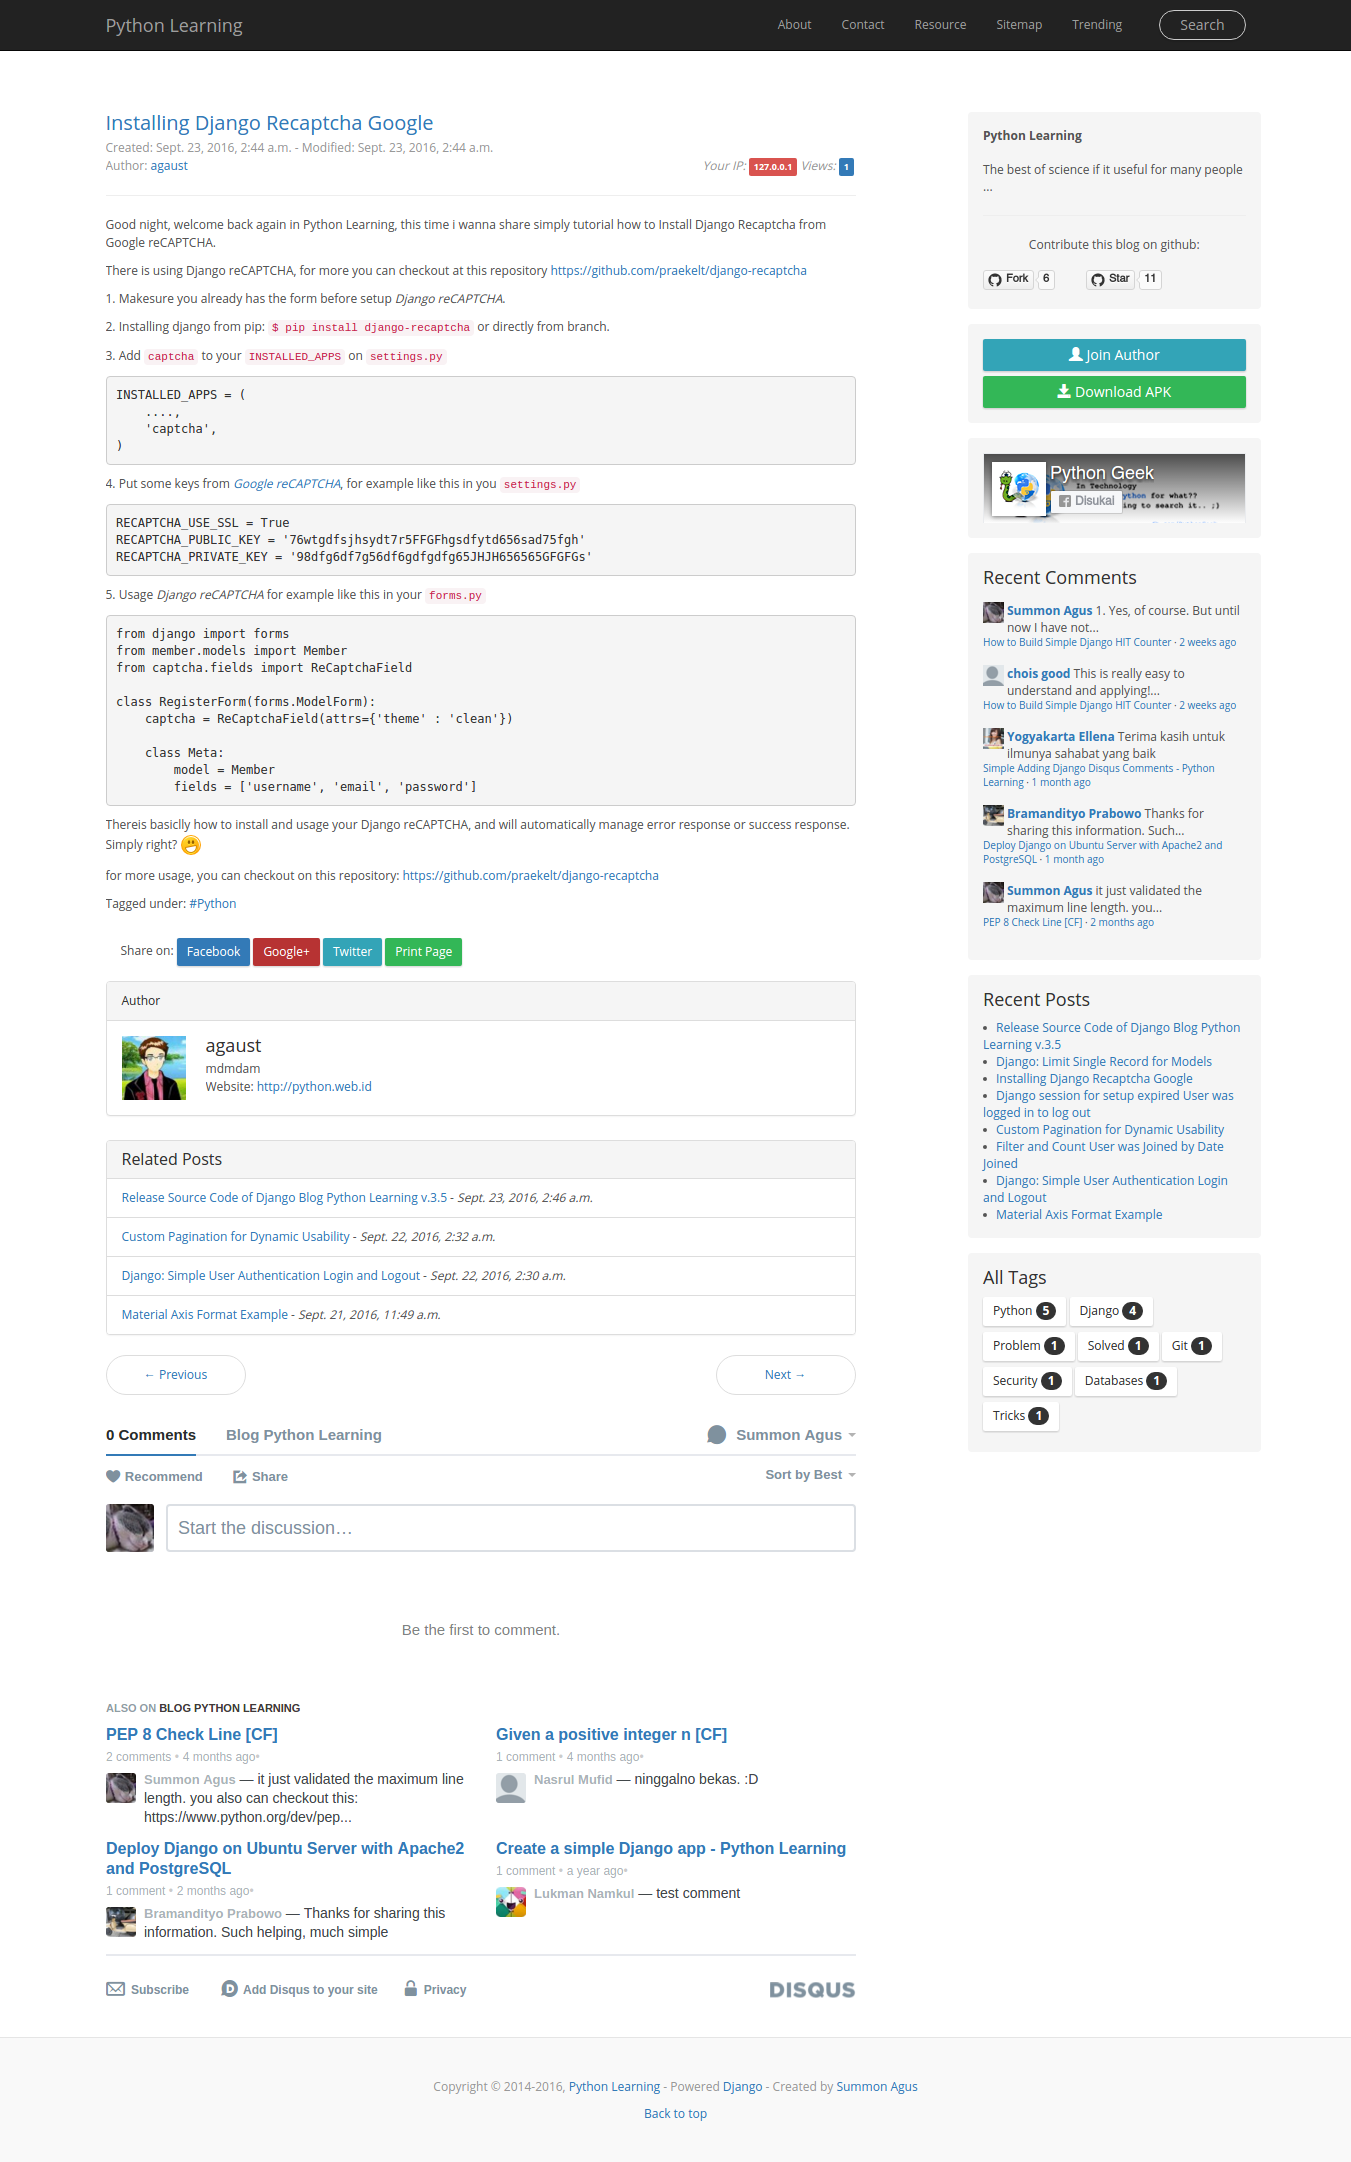 Python Learning
About Contact Resource Sitemap Trending Search
Installing Django Recaptcha Google
Created: Sept. 23, 2016, 2:44 a.m. - Modified: Sept. 23, 2016, 2:44 a.m.
Author: agaust
Your IP: 127.0.0.1 Views: 1
Good night, welcome back again in Python Learning, this time i wanna share simply tutorial how to Install Django Recaptcha from
Google reCAPTCHA.
There is using Django reCAPTCHA, for more you can checkout at this repository https://github.com/praekelt/django-recaptcha
1. Makesure you already has the form before setup Django reCAPTCHA.
2. Installing django from pip: $ pip install django-recaptcha or directly from branch.
3. Add captcha to your INSTALLED_APPS on settings.py
INSTALLED_APPS = (
    ....,
    'captcha',
)
4. Put some keys from Google reCAPTCHA, for example like this in you settings.py
RECAPTCHA_USE_SSL = True
RECAPTCHA_PUBLIC_KEY = '76wtgdfsjhsydt7r5FFGFhgsdfytd656sad75fgh'
RECAPTCHA_PRIVATE_KEY = '98dfg6df7g56df6gdfgdfg65JHJH656565GFGFGs'
5. Usage Django reCAPTCHA for example like this in your forms.py
from django import forms
from member.models import Member
from captcha.fields import ReCaptchaField
class RegisterForm(forms.ModelForm):
    captcha = ReCaptchaField(attrs={'theme' : 'clean'})
    class Meta:
        model = Member
        fields = ['username', 'email', 'password']
Thereis basiclly how to install and usage your Django reCAPTCHA, and will automatically manage error response or success response.
Simply right?
for more usage, you can checkout on this repository: https://github.com/praekelt/django-recaptcha
Tagged under: #Python
Share on: Facebook Google+ Twitter Print Page
Author
agaust
mdmdam
Website: http://python.web.id
Related Posts
Release Source Code of Django Blog Python Learning v.3.5 - Sept. 23, 2016, 2:46 a.m.
Custom Pagination for Dynamic Usability - Sept. 22, 2016, 2:32 a.m.
Django: Simple User Authentication Login and Logout - Sept. 22, 2016, 2:30 a.m.
Material Axis Format Example - Sept. 21, 2016, 11:49 a.m.
← Previous
Next →
0 Comments Blog Python Learning Summon Agus
Recommend Share Sort by Best
Start the discussion…
Be the first to comment.
ALSO ON BLOG PYTHON LEARNING
PEP 8 Check Line [CF]
2 comments • 4 months ago•
Summon Agus — it just validated the maximum line
length. you also can checkout this:
https://www.python.org/dev/pep...
Given a positive integer n [CF]
1 comment • 4 months ago•
Nasrul Mufid — ninggalno bekas. :D
Deploy Django on Ubuntu Server with Apache2
and PostgreSQL
1 comment • 2 months ago•
Bramandityo Prabowo — Thanks for sharing this
information. Such helping, much simple
Create a simple Django app - Python Learning
1 comment • a year ago•
Lukman Namkul — test comment
Subscribe Add Disqus to your site Privacy DISQUS
Python Learning
The best of science if it useful for many people
...
Contribute this blog on github:
Fork 6 Star 11
Join Author
Download APK
Python Geek
In Technology
ython for what??
ing to search it.. ;)
Disukai
Recent Comments
Summon Agus 1. Yes, of course. But until
now I have not...
How to Build Simple Django HIT Counter · 2 weeks ago
chois good This is really easy to
understand and applying!...
How to Build Simple Django HIT Counter · 2 weeks ago
Yogyakarta Ellena Terima kasih untuk
ilmunya sahabat yang baik
Simple Adding Django Disqus Comments - Python
Learning · 1 month ago
Bramandityo Prabowo Thanks for
sharing this information. Such...
Deploy Django on Ubuntu Server with Apache2 and
PostgreSQL · 1 month ago
Summon Agus it just validated the
maximum line length. you...
PEP 8 Check Line [CF] · 2 months ago
Recent Posts
• Release Source Code of Django Blog Python
Learning v.3.5
• Django: Limit Single Record for Models
• Installing Django Recaptcha Google
• Django session for setup expired User was
logged in to log out
• Custom Pagination for Dynamic Usability
• Filter and Count User was Joined by Date
Joined
• Django: Simple User Authentication Login
and Logout
• Material Axis Format Example
All Tags
Python 5 Django 4
Problem 1 Solved 1 Git 1
Security 1 Databases 1
Tricks 1
Copyright © 2014-2016, Python Learning - Powered Django - Created by Summon Agus
Back to top